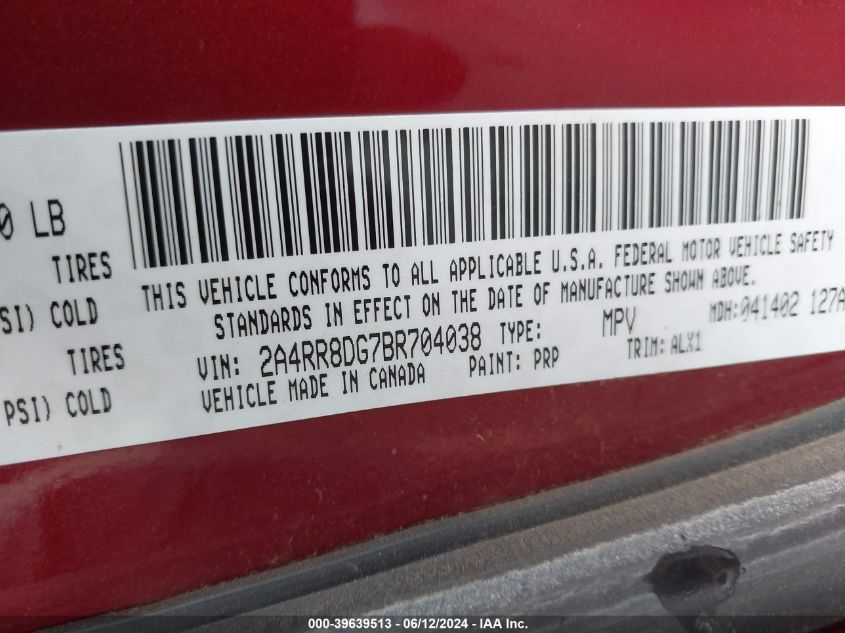 0 LB
TIRES
SI) COLD
TIRES
PSI) COLD
THIS VEHICLE CONFORMS TO ALL APPLICABLE U.S.A. FEDERAL MOTOR VEHICLE SAFETY
STANDARDS IN EFFECT ON THE DATE OF MANUFACTURE SHOWN ABOVE.
VIN: 2A4RR8DG7BR704038 TYPE: MPV MDH:041402 127A
VEHICLE MADE IN CANADA PAINT: PRP TRIM: ALX1
000-39639513 - 06/12/2024 - IAA Inc.